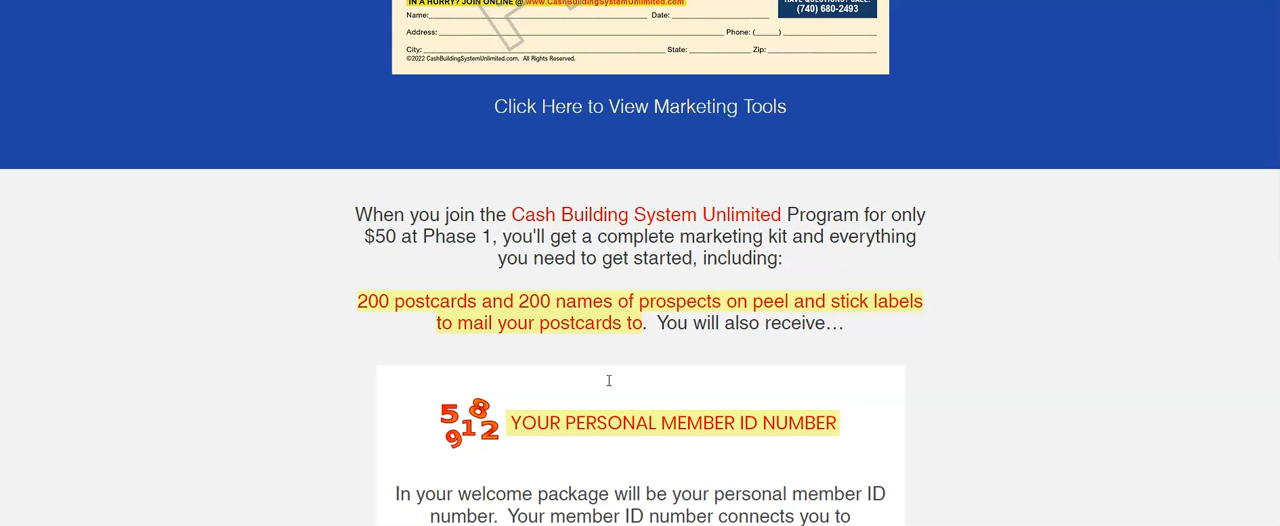 IN A HURRY? JOIN ONLINE @ www.CashBuildingSystemUnlimited.com
HAVE QUESTIONS? CALL:
(740) 680-2493
Name: Date:
Address: Phone: ( )
City: State: Zip:
©2022 CashBuildingSystemUnlimited.com. All Rights Reserved.
Click Here to View Marketing Tools
When you join the Cash Building System Unlimited Program for only
$50 at Phase 1, you'll get a complete marketing kit and everything
you need to get started, including:
200 postcards and 200 names of prospects on peel and stick labels
to mail your postcards to. You will also receive...
5 8 9 1 2
YOUR PERSONAL MEMBER ID NUMBER
In your welcome package will be your personal member ID
number. Your member ID number connects you to